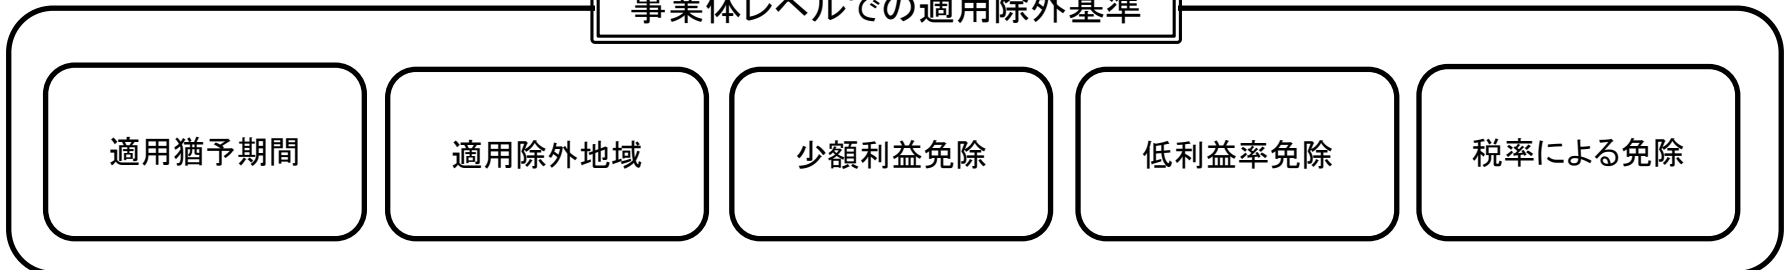 事業体レベルでの適用除外基準
適用猶予期間
適用除外地域
少額利益免除
低利益率免除
税率による免除